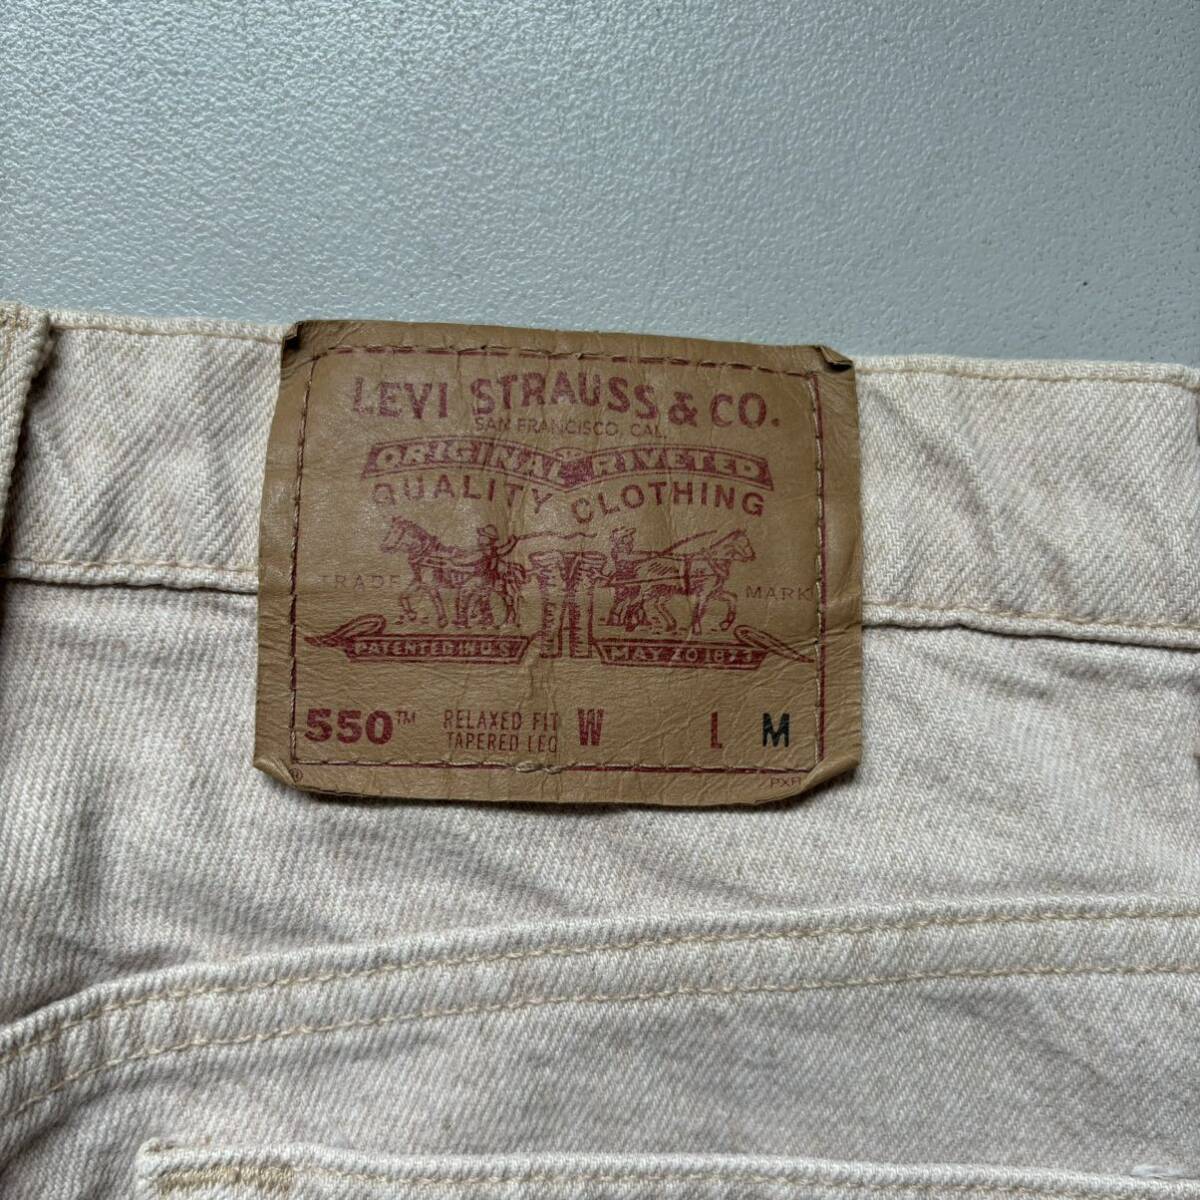 LEVI STRAUSS & CO.
SAN FRANCISCO, CAL.
ORIGINAL RIVETED
QUALITY CLOTHING
TRADE MARK
PATENTED IN U.S. MAY 20 1873
550™ RELAXED FIT W L M
TAPERED LEG
®